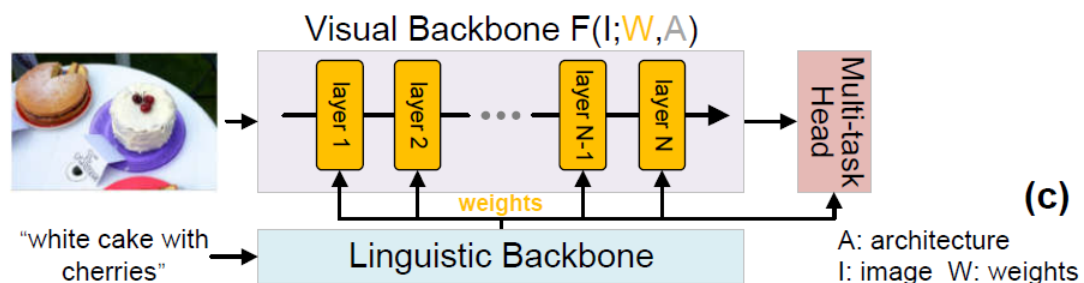 Visual Backbone F(I;W,A)
layer 1
layer 2
layer N-1
layer N
Multi-task
Head
weights
(c)
"white cake with
cherries"
Linguistic Backbone
A: architecture
I: image W: weights